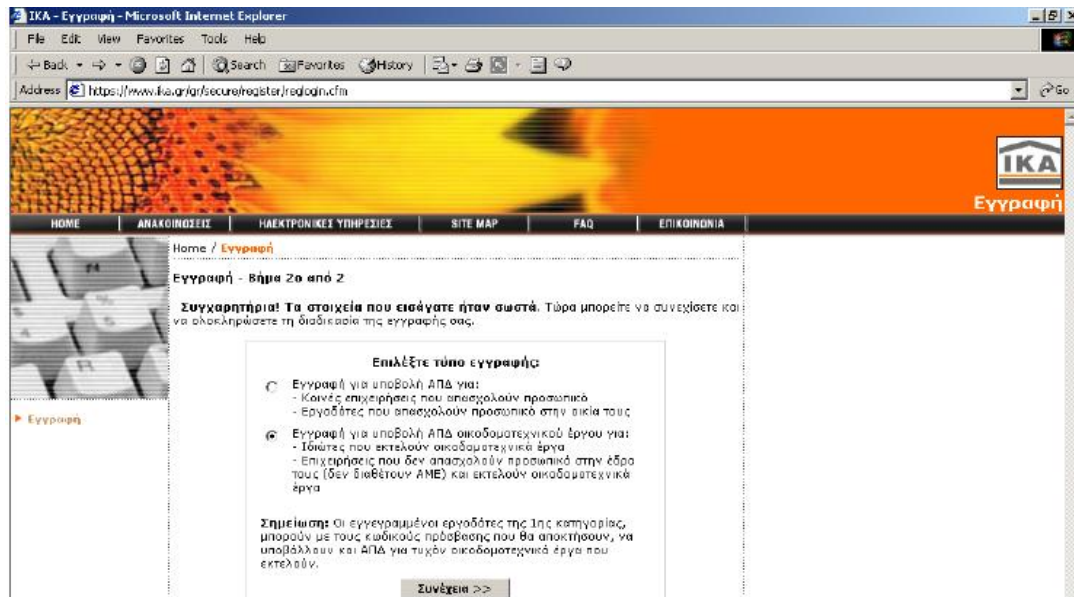 IKA - Εγγραφή - Microsoft Internet Explorer
File Edit View Favorites Tools Help
Back Search Favorites History
Address https://www.ika.gr/gr/secure/register/reglogin.cfm Go
IKA
Εγγραφή
HOME ΑΝΑΚΟΙΝΩΣΕΙΣ ΗΛΕΚΤΡΟΝΙΚΕΣ ΥΠΗΡΕΣΙΕΣ SITE MAP FAQ ΕΠΙΚΟΙΝΩΝΙΑ
Home / Εγγραφή
Εγγραφή - Βήμα 2ο από 2
Συγχαρητήρια! Τα στοιχεία που εισάγατε ήταν σωστά. Τώρα μπορείτε να συνεχίσετε και
να ολοκληρώσετε τη διαδικασία της εγγραφής σας.
Επιλέξτε τύπο εγγραφής:
Εγγραφή για υποβολή ΑΠΔ για:
- Κοινές επιχειρήσεις που απασχολούν προσωπικό
- Εργοδότες που απασχολούν προσωπικό στην οικία τους
Εγγραφή για υποβολή ΑΠΔ οικοδομοτεχνικού έργου για:
- Ιδιώτες που εκτελούν οικοδομοτεχνικά έργα
- Επιχειρήσεις που δεν απασχολούν προσωπικό στην έδρα
τους (δεν διαθέτουν ΑΜΕ) και εκτελούν οικοδομοτεχνικά
έργα
Σημείωση: Οι εγγεγραμμένοι εργοδότες της 1ης κατηγορίας,
μπορούν με τους κωδικούς πρόσβασης που θα αποκτήσουν, να
υποβάλλουν και ΑΠΔ για τυχόν οικοδομοτεχνικά έργα που
εκτελούν.
Συνέχεια >>
Εγγραφή
F4